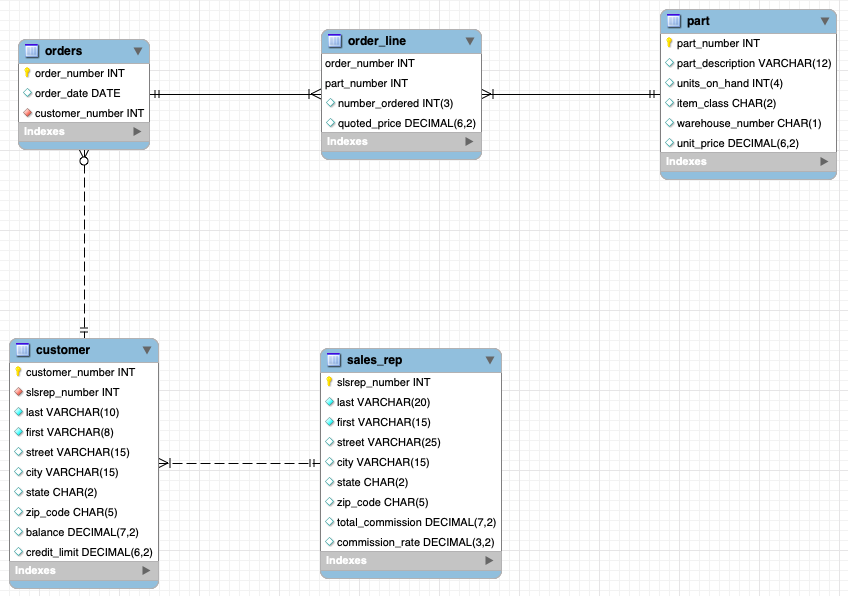 orders
order_number INT
order_date DATE
customer_number INT
Indexes
order_line
order_number INT
part_number INT
number_ordered INT(3)
quoted_price DECIMAL(6,2)
Indexes
part
part_number INT
part_description VARCHAR(12)
units_on_hand INT(4)
item_class CHAR(2)
warehouse_number CHAR(1)
unit_price DECIMAL(6,2)
Indexes
customer
customer_number INT
slsrep_number INT
last VARCHAR(10)
first VARCHAR(8)
street VARCHAR(15)
city VARCHAR(15)
state CHAR(2)
zip_code CHAR(5)
balance DECIMAL(7,2)
credit_limit DECIMAL(6,2)
Indexes
sales_rep
slsrep_number INT
last VARCHAR(20)
first VARCHAR(15)
street VARCHAR(25)
city VARCHAR(15)
state CHAR(2)
zip_code CHAR(5)
total_commission DECIMAL(7,2)
commission_rate DECIMAL(3,2)
Indexes